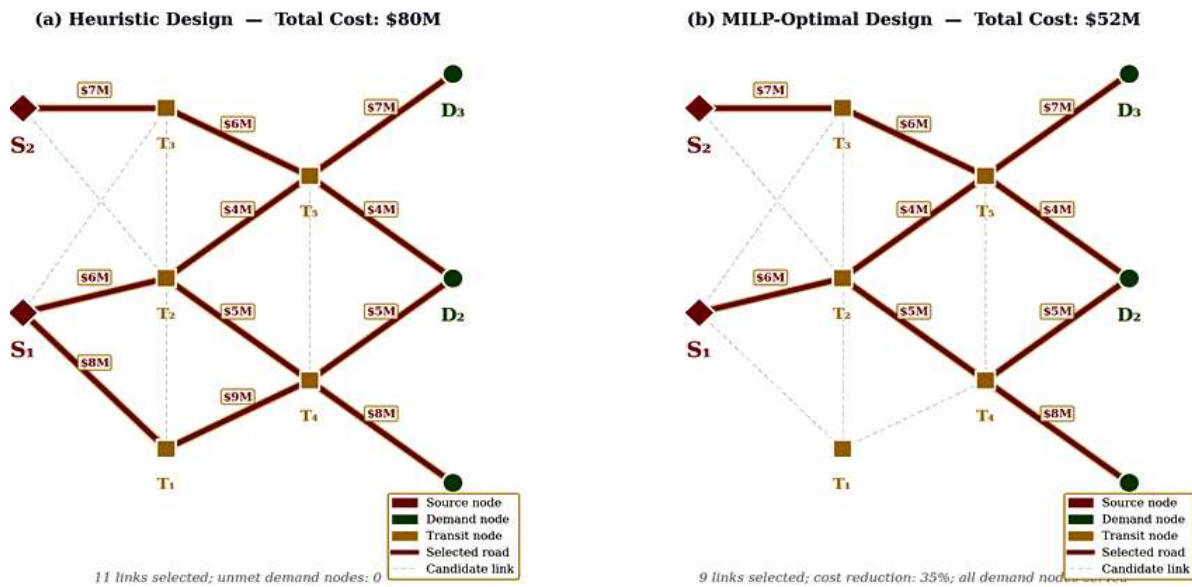 (a) Heuristic Design — Total Cost: $80M
$7M
$7M
D₃
$6M
S₂
T₃
$4M
$4M
T₅
$6M
T₂
$5M
$5M
D₂
S₁
$8M
$9M
T₄
$8M
T₁
Source node
Demand node
Transit node
Selected road
Candidate link
11 links selected; unmet demand nodes: 0
(b) MILP-Optimal Design — Total Cost: $52M
$7M
$7M
D₃
$6M
S₂
T₃
$4M
$4M
T₅
$6M
T₂
$5M
$5M
D₂
S₁
T₄
$8M
T₁
Source node
Demand node
Transit node
Selected road
Candidate link
9 links selected; cost reduction: 35%; all demand nodes